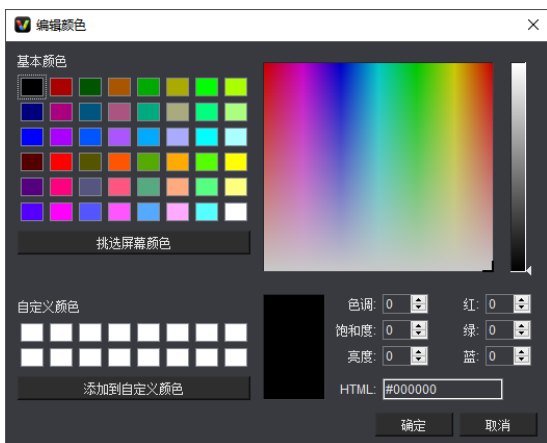 编辑颜色
基本颜色
挑选屏幕颜色
自定义颜色
添加到自定义颜色
色调: 0 红: 0
饱和度: 0 绿: 0
亮度: 0 蓝: 0
HTML: #000000
确定 取消